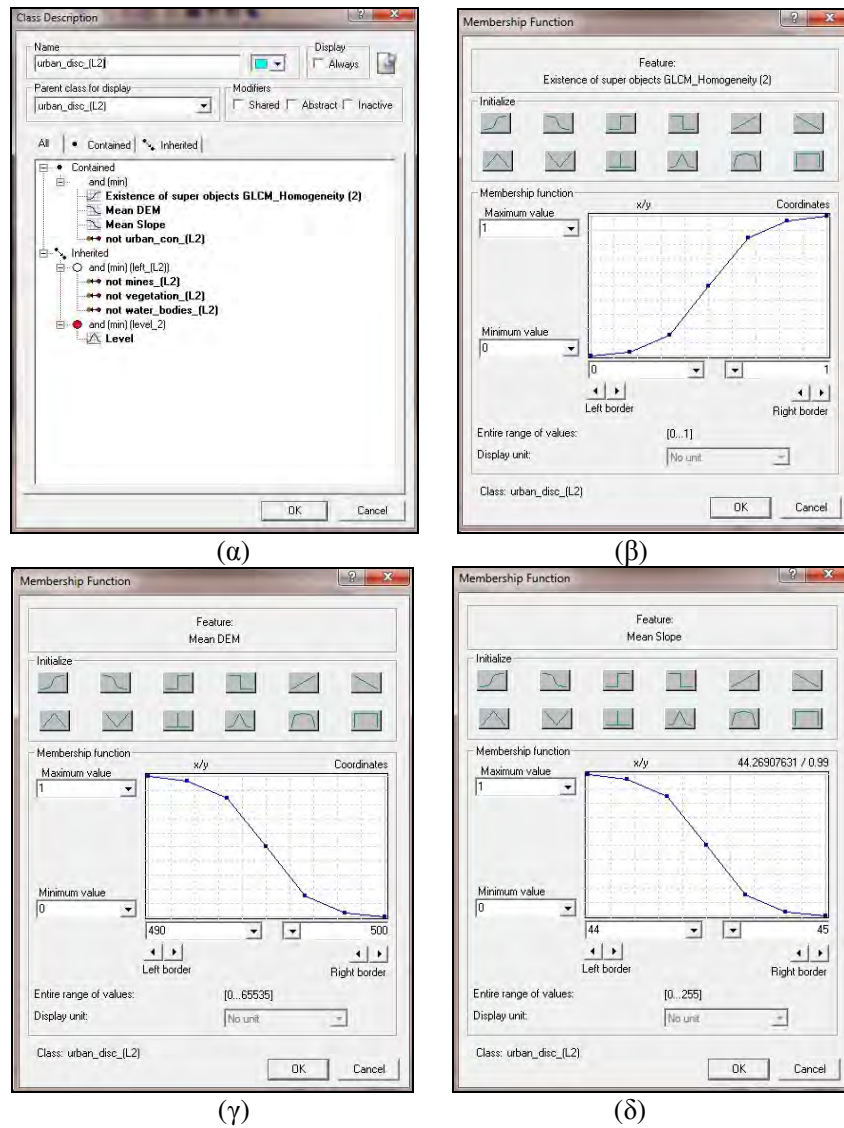 Class Description
Name
urban_disc_(L2)
Display
Always
Parent class for display
urban_disc_(L2)
Modifiers
Shared Abstract Inactive
All Contained Inherited
Contained
and (min)
Existence of super objects GLCM_Homogeneity (2)
Mean DEM
Mean Slope
not urban_con_(L2)
Inherited
and (min) (left_(L2))
not mines_(L2)
not vegetation_(L2)
not water_bodies_(L2)
and (min) (level_2)
Level
OK Cancel
(α)
Membership Function
Feature:
Existence of super objects GLCM_Homogeneity (2)
Initialize
Membership function
Maximum value x/y Coordinates
1
Minimum value
0
0 1
Left border Right border
Entire range of values: [0...1]
Display unit: No unit
Class: urban_disc_(L2)
OK Cancel
(β)
Membership Function
Feature:
Mean DEM
Initialize
Membership function
Maximum value x/y Coordinates
1
Minimum value
0
490 500
Left border Right border
Entire range of values: [0...65535]
Display unit: No unit
Class: urban_disc_(L2)
OK Cancel
(γ)
Membership Function
Feature:
Mean Slope
Initialize
Membership function
Maximum value x/y 44.26907631 / 0.99
1
Minimum value
0
44 45
Left border Right border
Entire range of values: [0...255]
Display unit: No unit
Class: urban_disc_(L2)
OK Cancel
(δ)